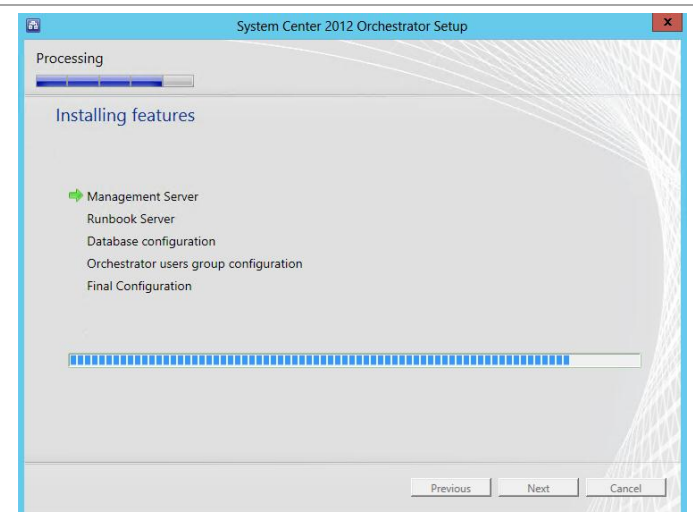 System Center 2012 Orchestrator Setup
x
Processing
Installing features
Management Server
Runbook Server
Database configuration
Orchestrator users group configuration
Final Configuration
Previous Next Cancel